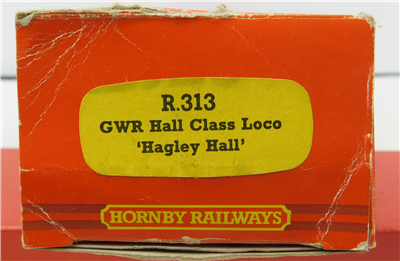 R.313
GWR Hall Class Loco
'Hagley Hall'
HORNBY RAILWAYS